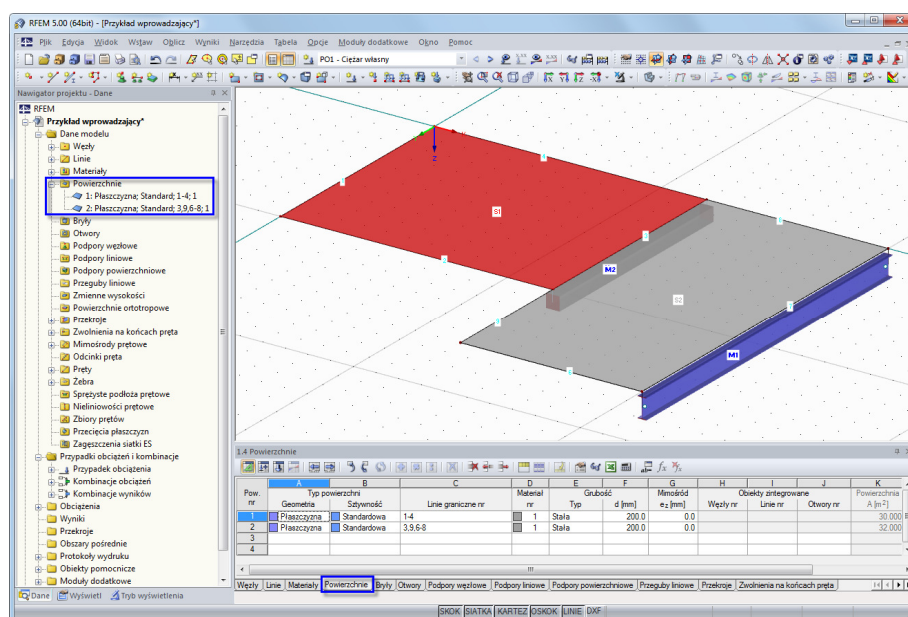 RFEM 5.00 (64bit) - [Przykład wprowadzający*]
Plik Edycja Widok Wstaw Oblicz Wyniki Narzędzia Tabela Opcje Moduły dodatkowe Okno Pomoc
PO1 - Ciężar własny
Nawigator projektu - Dane
RFEM
Przykład wprowadzający*
Dane modelu
Węzły
Linie
Materiały
Powierzchnie
1: Płaszczyzna; Standard; 1-4; 1
2: Płaszczyzna; Standard; 3,9,6-8; 1
Bryły
Otwory
Podpory węzłowe
Podpory liniowe
Podpory powierzchniowe
Przeguby liniowe
Zmienne wysokości
Powierzchnie ortotropowe
Przekroje
Zwolnienia na końcach pręta
Mimośrody prętowe
Odcinki pręta
Pręty
Żebra
Sprężyste podłoża prętowe
Nieliniowości prętowe
Zbiory prętów
Przecięcia płaszczyzn
Zagęszczenia siatki ES
Przypadki obciążeń i kombinacje
Przypadek obciążenia
Kombinacje obciążeń
Kombinacje wyników
Obciążenia
Wyniki
Przekroje
Obszary pośrednie
Protokoły wydruku
Obiekty pomocnicze
Moduły dodatkowe
Dane Wyświetl Tryb wyświetlenia
Z
S1
M2
S2
M1
1.4 Powierzchnie
A B C D E F G H I J K
Pow. Typ powierzchni Materiał Grubość Mimośród Obiekty zintegrowane Powierzchnia
nr Geometria Sztywność Linie graniczne nr nr Typ d [mm] ez [mm] Węzły nr Linie nr Otwory nr A [m2]
1 Płaszczyzna Standardowa 1-4 1 Stała 200.0 0.0 30.000
2 Płaszczyzna Standardowa 3,9,6-8 1 Stała 200.0 0.0 32.000
3
4
Węzły Linie Materiały Powierzchnie Bryły Otwory Podpory węzłowe Podpory liniowe Podpory powierzchniowe Przeguby liniowe Przekroje Zwolnienia na końcach pręta
SKOK SIATKA KARTEZ OSKOK LINIE DXF